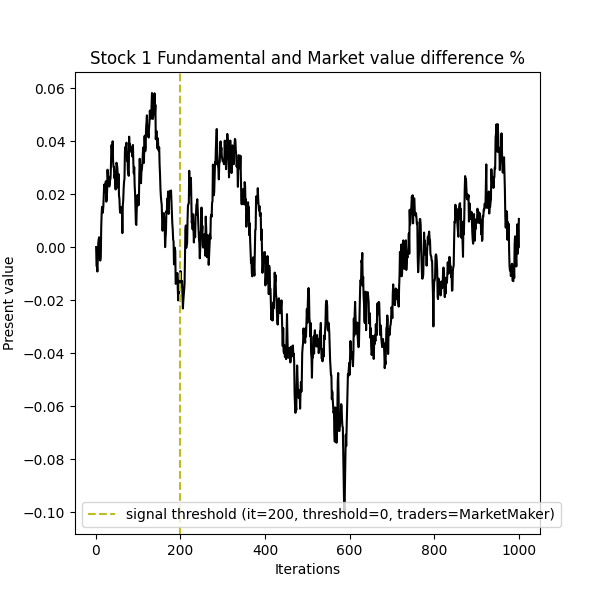 Stock 1 Fundamental and Market value difference %
0.06
0.04
0.02
0.00
−0.02
−0.04
−0.06
−0.08
−0.10
Present value
signal threshold (it=200, threshold=0, traders=MarketMaker)
0 200 400 600 800 1000
Iterations